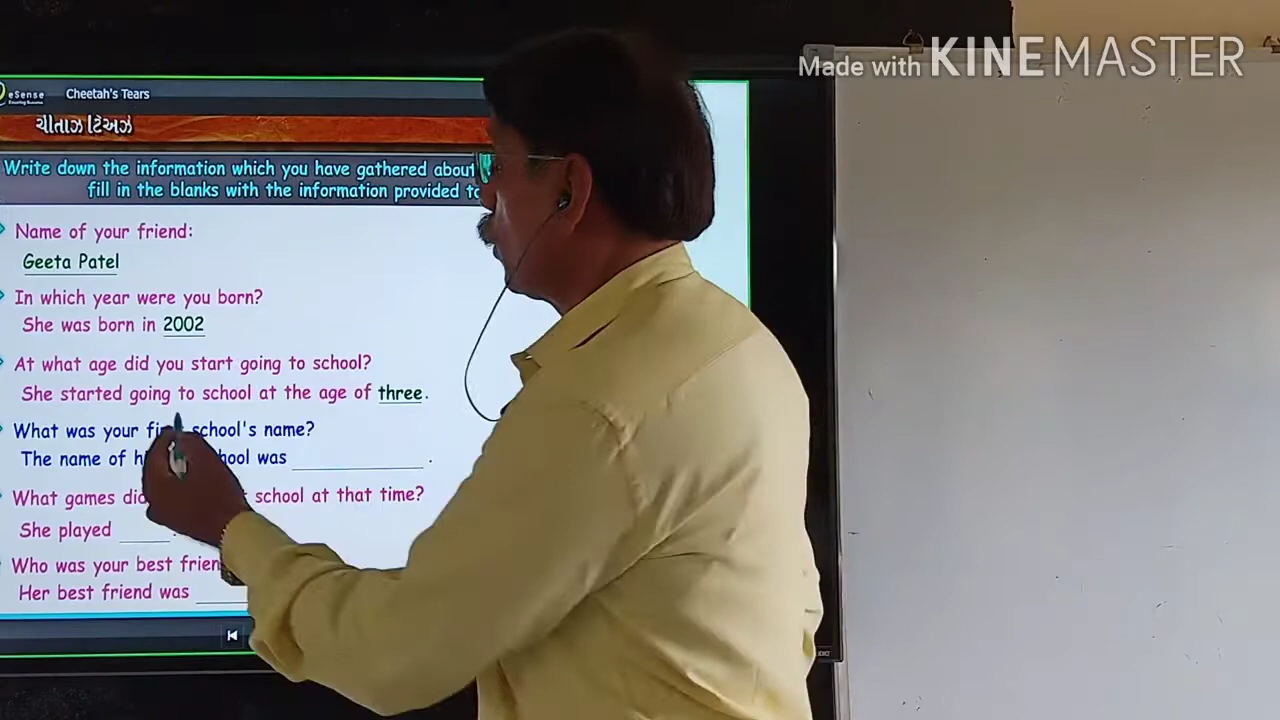 Made with KINEMASTER
eSense
Cheetah's Tears
ચીતાઝ ટિઅર્ઝ
Write down the information which you have gathered about
fill in the blanks with the information provided to
Name of your friend:
Geeta Patel
In which year were you born?
She was born in 2002
At what age did you start going to school?
She started going to school at the age of three.
What was your school's name?
The name of school was ____________.
What games did school at that time?
She played _____.
Who was your best
Her best friend was _____